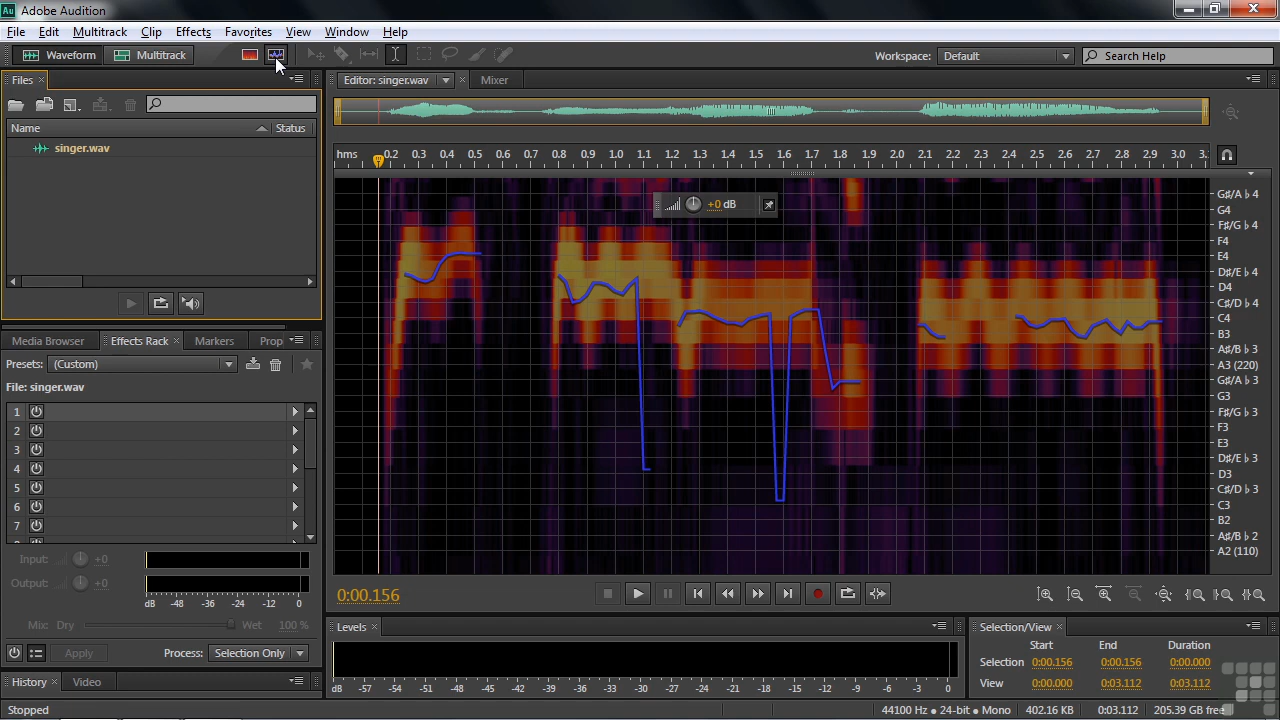 Au Adobe Audition
File Edit Multitrack Clip Effects Favorites View Window Help
Waveform Multitrack Workspace: Default Search Help
Files × Editor: singer.wav × Mixer
Name Status
singer.wav
hms 0.2 0.3 0.4 0.5 0.6 0.7 0.8 0.9 1.0 1.1 1.2 1.3 1.4 1.5 1.6 1.7 1.8 1.9 2.0 2.1 2.2 2.3 2.4 2.5 2.6 2.7 2.8 2.9 3.0
+0 dB
G♯/A ♭ 4
G4
F♯/G ♭ 4
F4
E4
D♯/E ♭ 4
D4
C♯/D ♭ 4
C4
B3
A♯/B ♭ 3
A3 (220)
G♯/A ♭ 3
G3
F♯/G ♭ 3
F3
E3
D♯/E ♭ 3
D3
C♯/D ♭ 3
C3
B2
A♯/B ♭ 2
A2 (110)
Media Browser Effects Rack × Markers Prop
Presets: (Custom)
File: singer.wav
1
2
3
4
5
6
7
Input: +0
Output: +0
dB -48 -36 -24 -12 0
Mix: Dry Wet 100 %
Apply Process: Selection Only
History × Video
0:00.156
Levels ×
dB -57 -54 -51 -48 -45 -42 -39 -36 -33 -30 -27 -24 -21 -18 -15 -12 -9 -6 -3 0
Selection/View ×
Start End Duration
Selection 0:00.156 0:00.156 0:00.000
View 0:00.000 0:03.112 0:03.112
Stopped 44100 Hz • 24-bit • Mono 402.16 KB 0:03.112 205.39 GB free